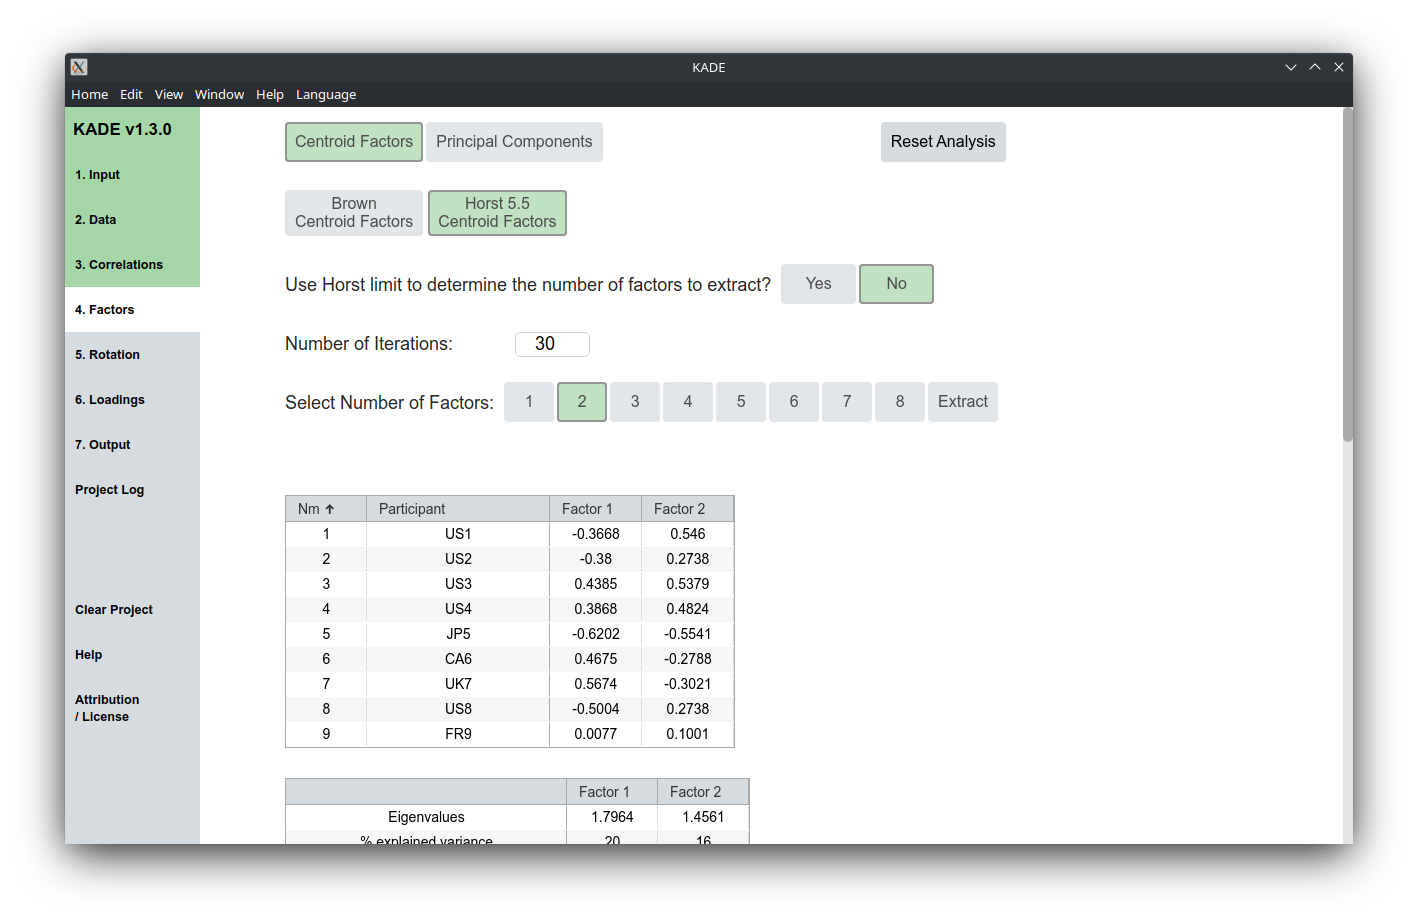 KADE
Home Edit View Window Help Language
KADE v1.3.0
1. Input
2. Data
3. Correlations
4. Factors
5. Rotation
6. Loadings
7. Output
Project Log
Clear Project
Help
Attribution
/ License
Centroid Factors Principal Components Reset Analysis
Brown
Centroid Factors
Horst 5.5
Centroid Factors
Use Horst limit to determine the number of factors to extract? Yes No
Number of Iterations: 30
Select Number of Factors: 1 2 3 4 5 6 7 8 Extract
Nm ↑ Participant Factor 1 Factor 2
1 US1 -0.3668 0.546
2 US2 -0.38 0.2738
3 US3 0.4385 0.5379
4 US4 0.3868 0.4824
5 JP5 -0.6202 -0.5541
6 CA6 0.4675 -0.2788
7 UK7 0.5674 -0.3021
8 US8 -0.5004 0.2738
9 FR9 0.0077 0.1001
Factor 1 Factor 2
Eigenvalues 1.7964 1.4561
% explained variance 20 16